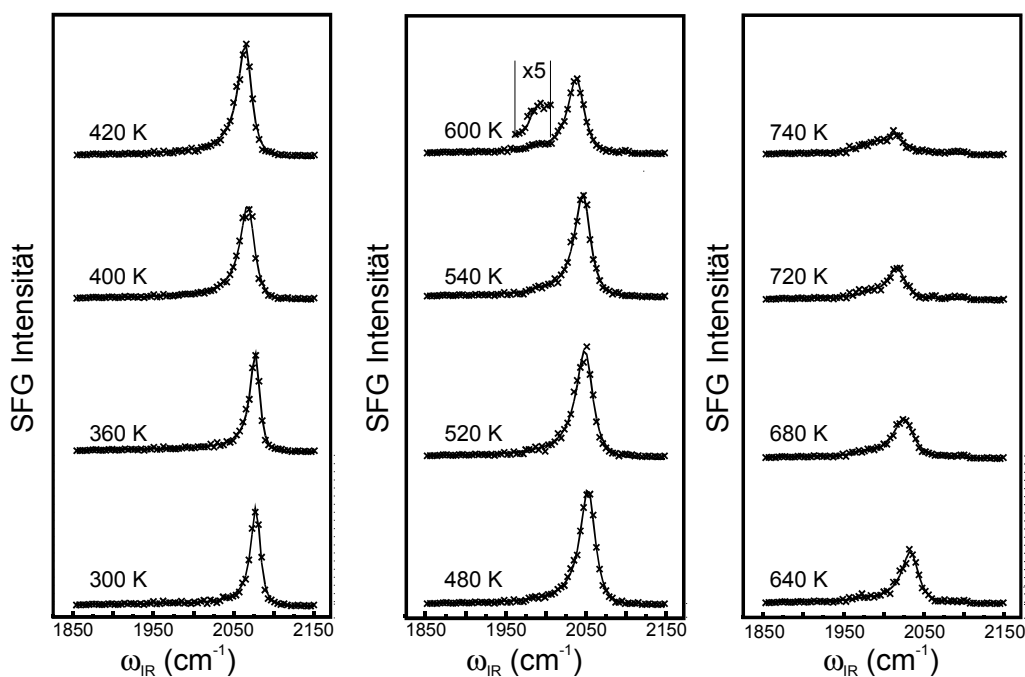 SFG Intensität
420 K
400 K
360 K
300 K
1850 1950 2050 2150
ω_IR (cm⁻¹)
SFG Intensität
x5
600 K
540 K
520 K
480 K
1850 1950 2050 2150
ω_IR (cm⁻¹)
SFG Intensität
740 K
720 K
680 K
640 K
1850 1950 2050 2150
ω_IR (cm⁻¹)